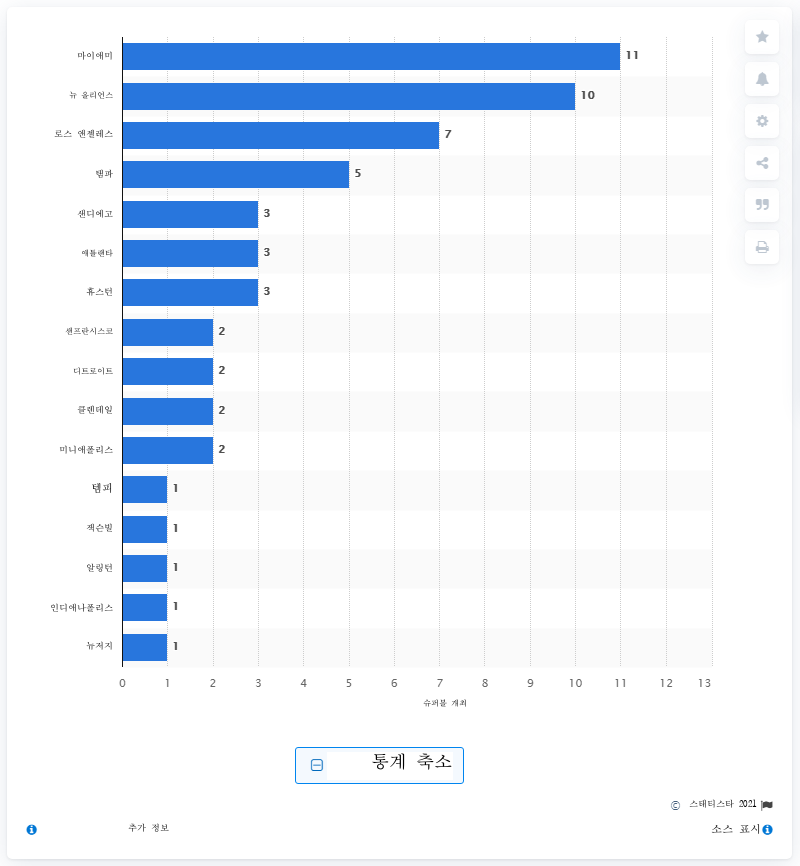 마이애미 11
뉴 올리언스 10
로스 엔젤레스 7
탬파 5
샌디에고 3
애틀랜타 3
휴스턴 3
샌프란시스코 2
디트로이트 2
글렌데일 2
미니애폴리스 2
템피 1
잭슨빌 1
알링턴 1
인디애나폴리스 1
뉴저지 1
0 1 2 3 4 5 6 7 8 9 10 11 12 13
슈퍼볼 개최
통계 축소
© 스태티스타 2021
추가 정보
소스 표시